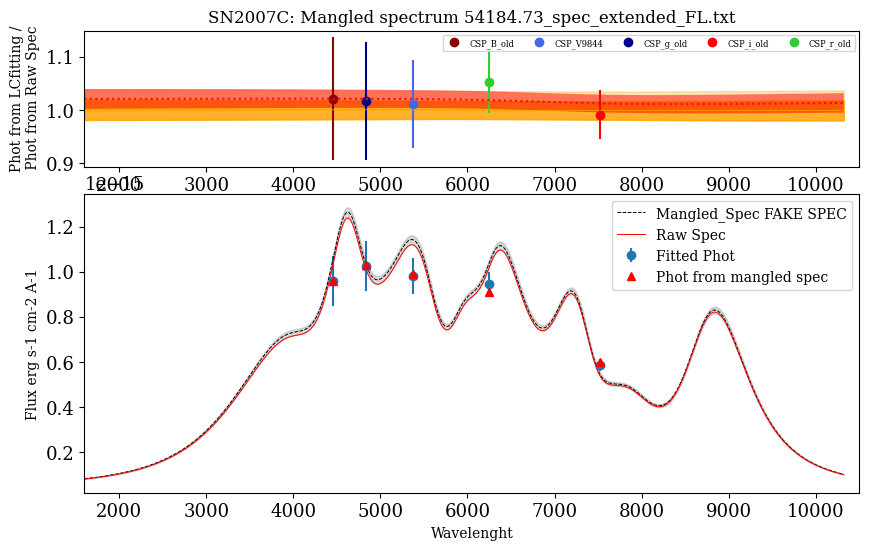 SN2007C: Mangled spectrum 54184.73_spec_extended_FL.txt
Phot from LCfitting /
Phot from Raw Spec
1.1
1.0
0.9
CSP_B_old CSP_V9844 CSP_g_old CSP_i_old CSP_r_old
2000 3000 4000 5000 6000 7000 8000 9000 10000
1e−15
Flux erg s-1 cm-2 A-1
1.2
1.0
0.8
0.6
0.4
0.2
Mangled_Spec FAKE SPEC
Raw Spec
Fitted Phot
Phot from mangled spec
2000 3000 4000 5000 6000 7000 8000 9000 10000
Wavelenght